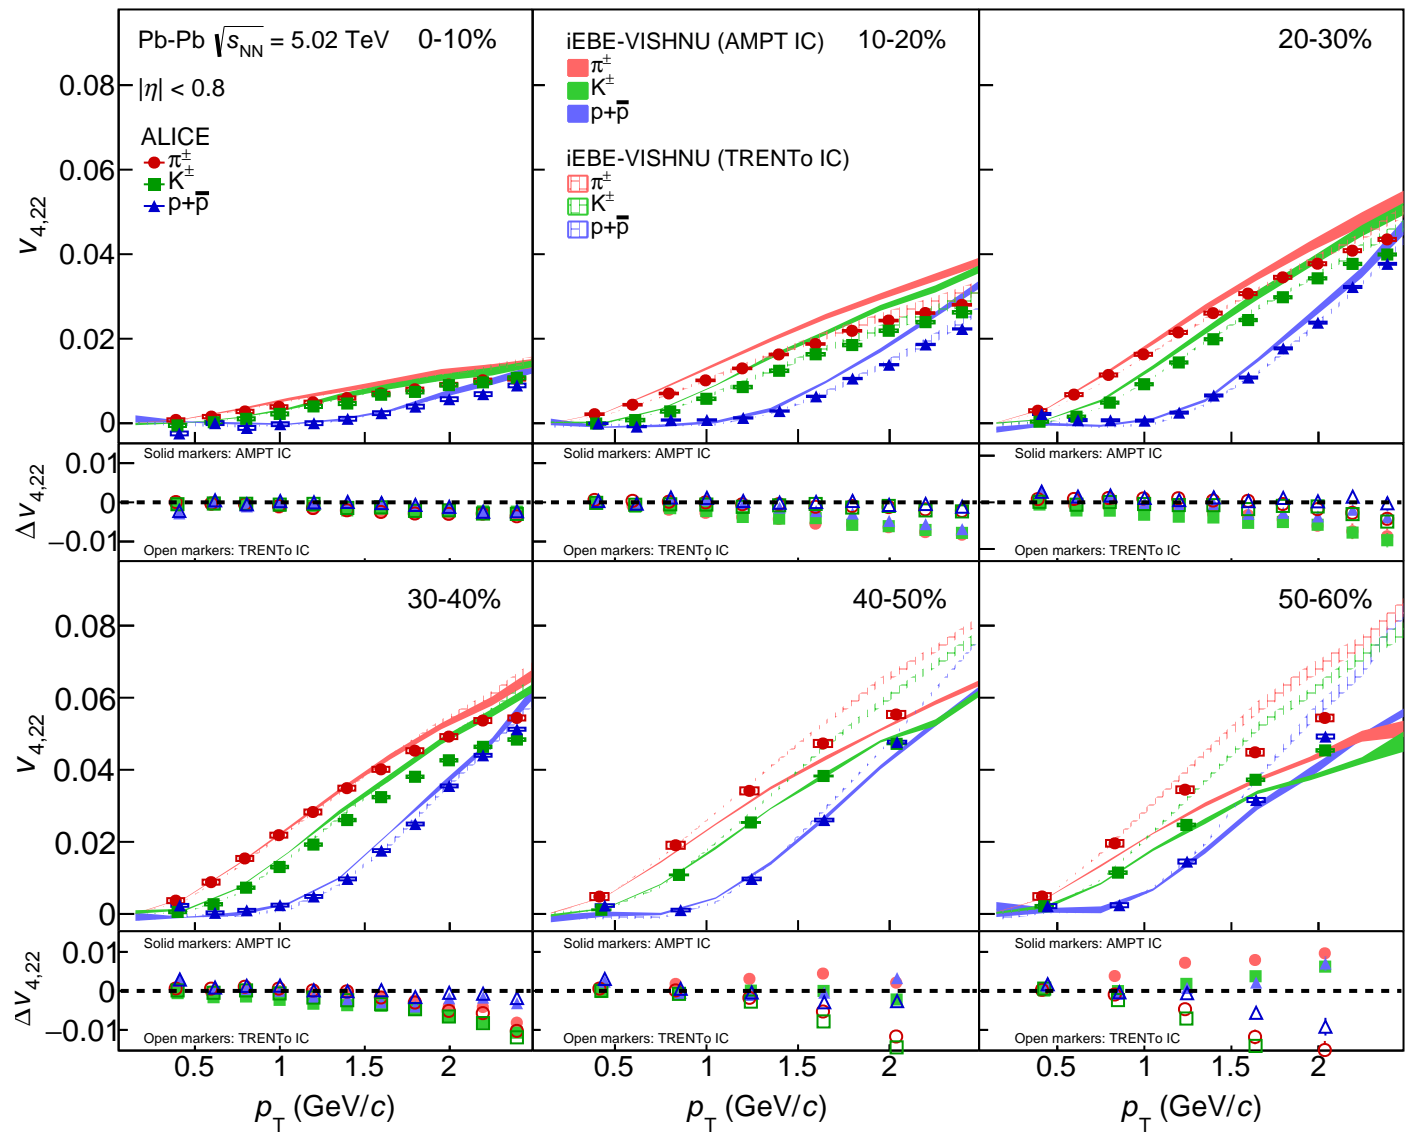 Pb-Pb √sNN = 5.02 TeV 0-10%
|η| < 0.8
ALICE
π±
K±
p+p̅
iEBE-VISHNU (AMPT IC) 10-20%
π±
K±
p+p̅
iEBE-VISHNU (TRENTo IC)
π±
K±
p+p̅
20-30%
v4,22
0.08
0.06
0.04
0.02
0
Δv4,22
0.01
0
−0.01
Solid markers: AMPT IC
Open markers: TRENTo IC
Solid markers: AMPT IC
Open markers: TRENTo IC
Solid markers: AMPT IC
Open markers: TRENTo IC
30-40%
40-50%
50-60%
v4,22
0.08
0.06
0.04
0.02
0
Δv4,22
0.01
0
−0.01
Solid markers: AMPT IC
Open markers: TRENTo IC
Solid markers: AMPT IC
Open markers: TRENTo IC
Solid markers: AMPT IC
Open markers: TRENTo IC
0.5 1 1.5 2
0.5 1 1.5 2
0.5 1 1.5 2
pT (GeV/c)
pT (GeV/c)
pT (GeV/c)